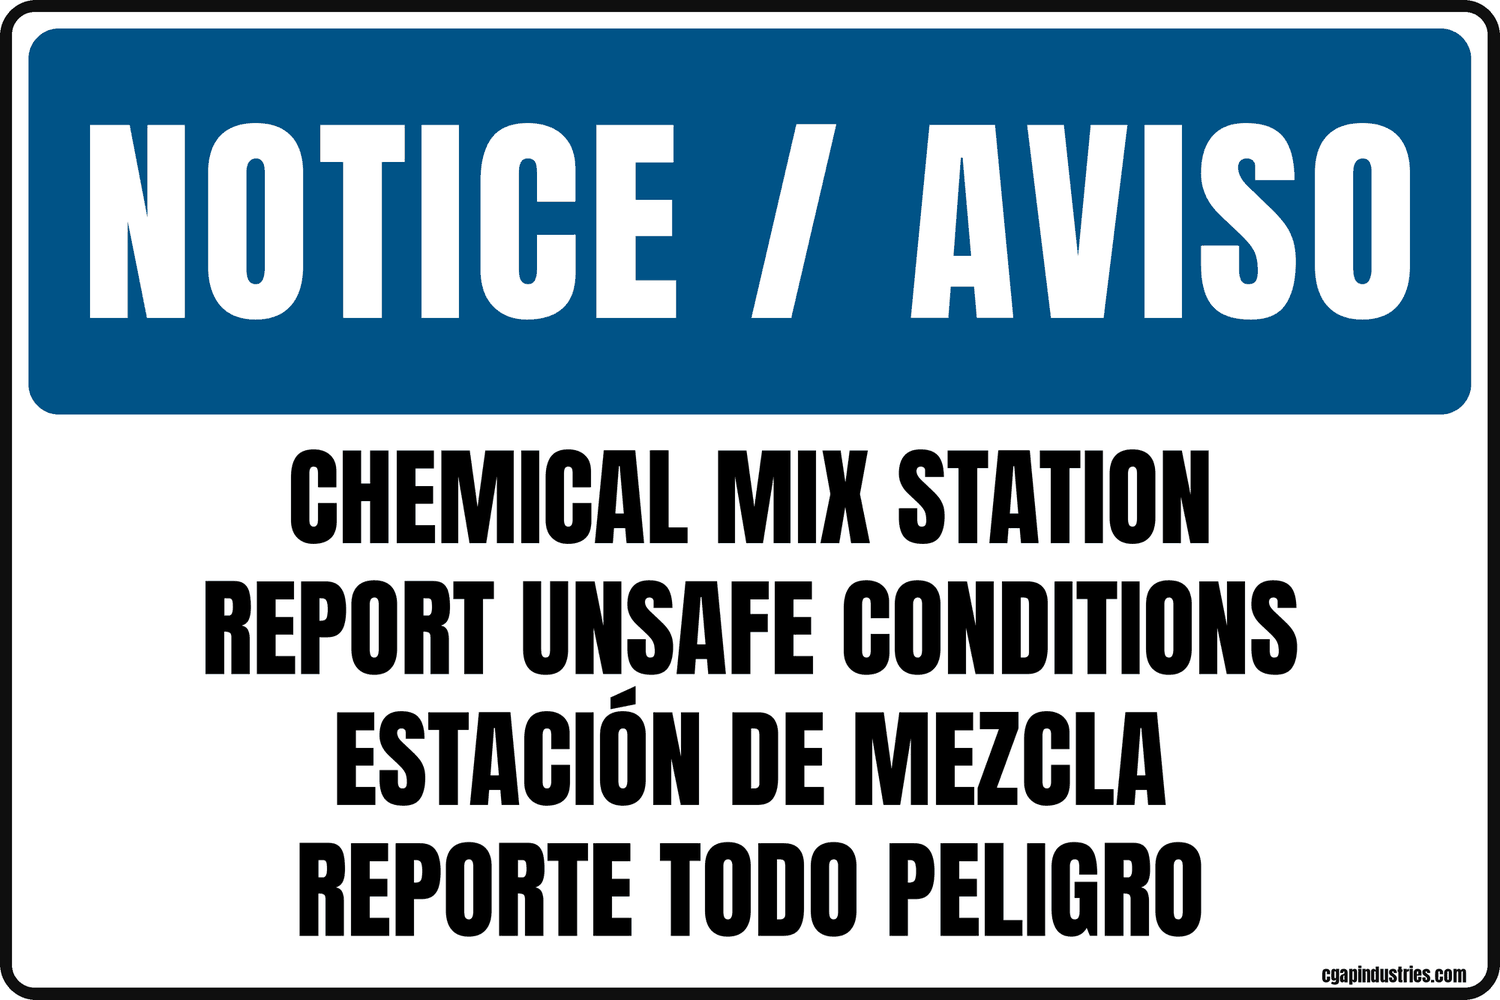 NOTICE / AVISO
CHEMICAL MIX STATION
REPORT UNSAFE CONDITIONS
ESTACIÓN DE MEZCLA
REPORTE TODO PELIGRO
cgapindustries.com